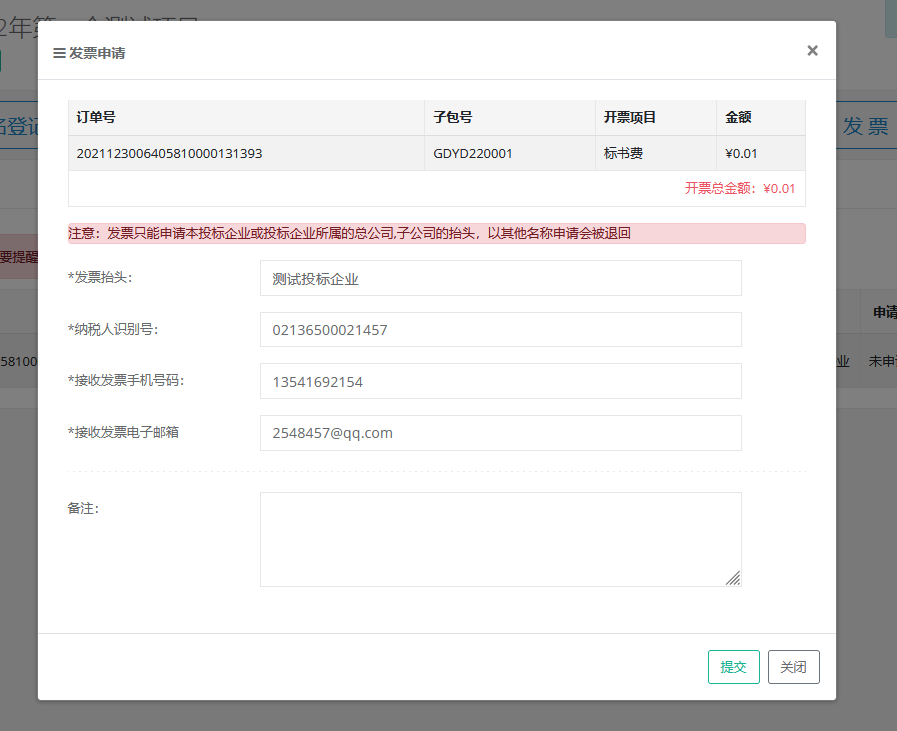 发票申请
×
订单号 子包号 开票项目 金额
2021123006405810000131393 GDYD220001 标书费 ¥0.01
开票总金额：¥0.01
注意：发票只能申请本投标企业或投标企业所属的总公司,子公司的抬头，以其他名称申请会被退回
*发票抬头: 测试投标企业
*纳税人识别号: 02136500021457
*接收发票手机号码: 13541692154
*接收发票电子邮箱 2548457@qq.com
备注:
提交 关闭
2年第
名登记
发票
要提醒
申请
58100
业
未申